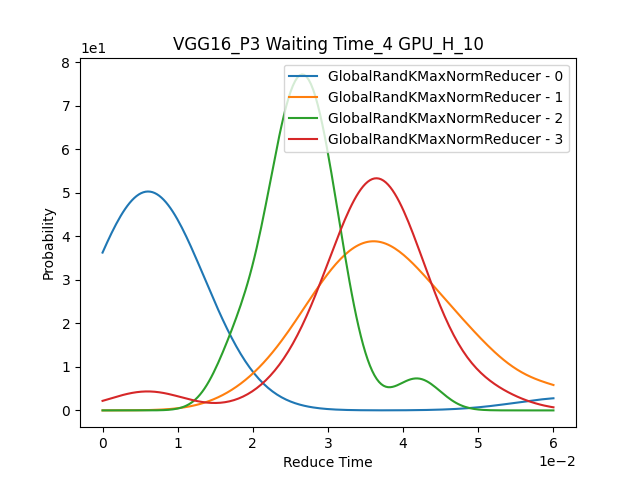 VGG16_P3 Waiting Time_4 GPU_H_10
1e1
GlobalRandKMaxNormReducer - 0
GlobalRandKMaxNormReducer - 1
GlobalRandKMaxNormReducer - 2
GlobalRandKMaxNormReducer - 3
8
7
6
5
4
3
2
1
0
Probability
0 1 2 3 4 5 6
Reduce Time
1e−2